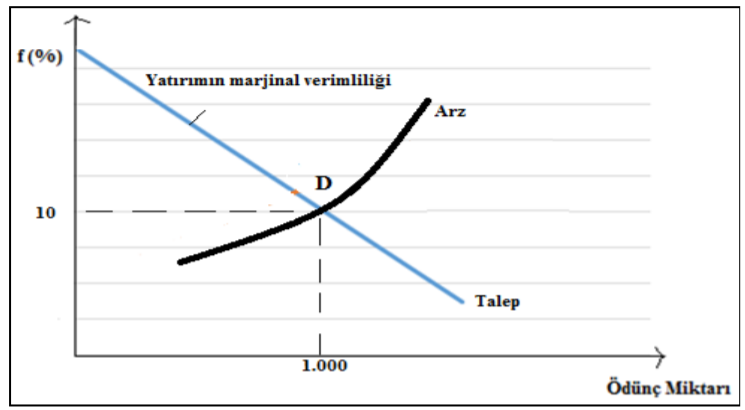 f (%)
Yatırımın marjinal verimliliği
Arz
D
10
Talep
1.000
Ödünç Miktarı